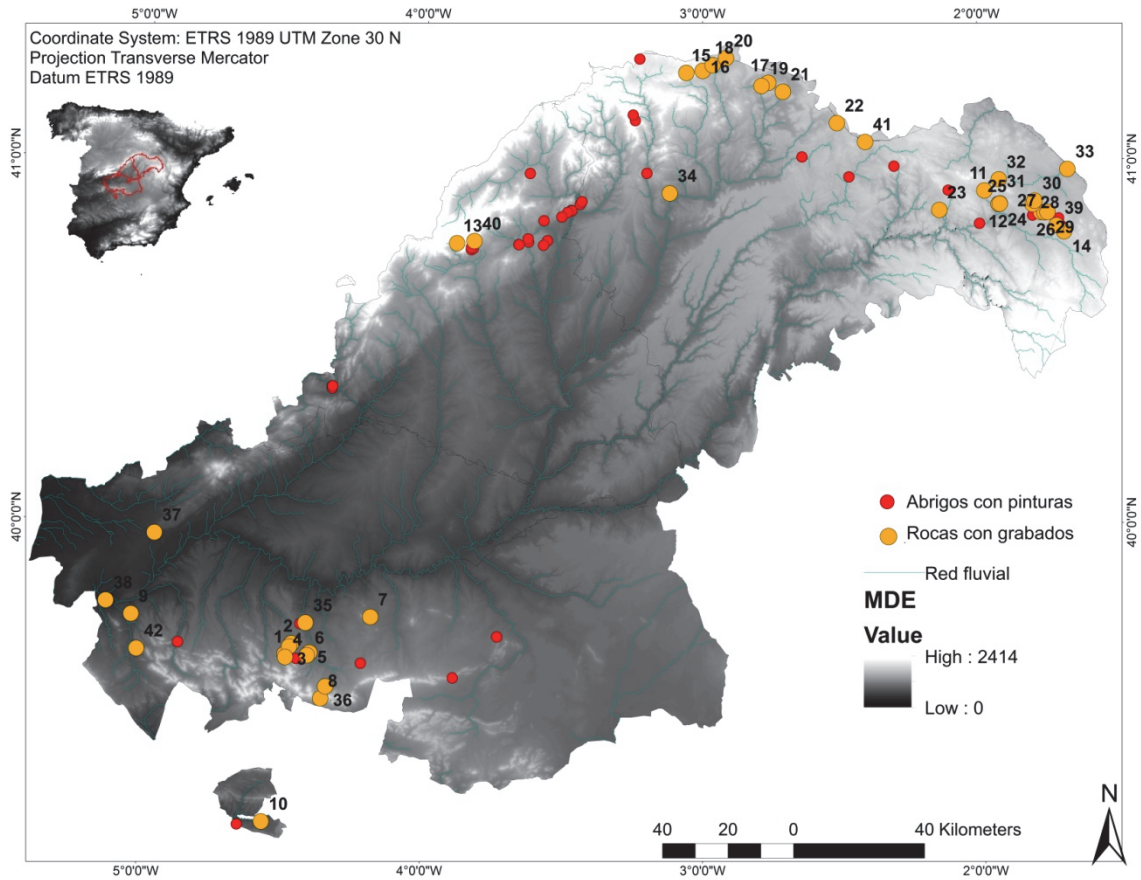 5°0'0"W 4°0'0"W 3°0'0"W 2°0'0"W
Coordinate System: ETRS 1989 UTM Zone 30 N
Projection Transverse Mercator
Datum ETRS 1989
15 18 20
16 17 19 21
22
41
41°0'0"N
41°0'0"N
11 32 33
34
25 31 30
23 27 28 39
12 24 26 29
14
1340
40°0'0"N
40°0'0"N
37
38
9
42
35
7
2
1 4 6
3 5
8
36
10
Abrigos con pinturas
Rocas con grabados
Red fluvial
MDE
Value
High : 2414
Low : 0
N
40 20 0 40 Kilometers
5°0'0"W 4°0'0"W 3°0'0"W 2°0'0"W